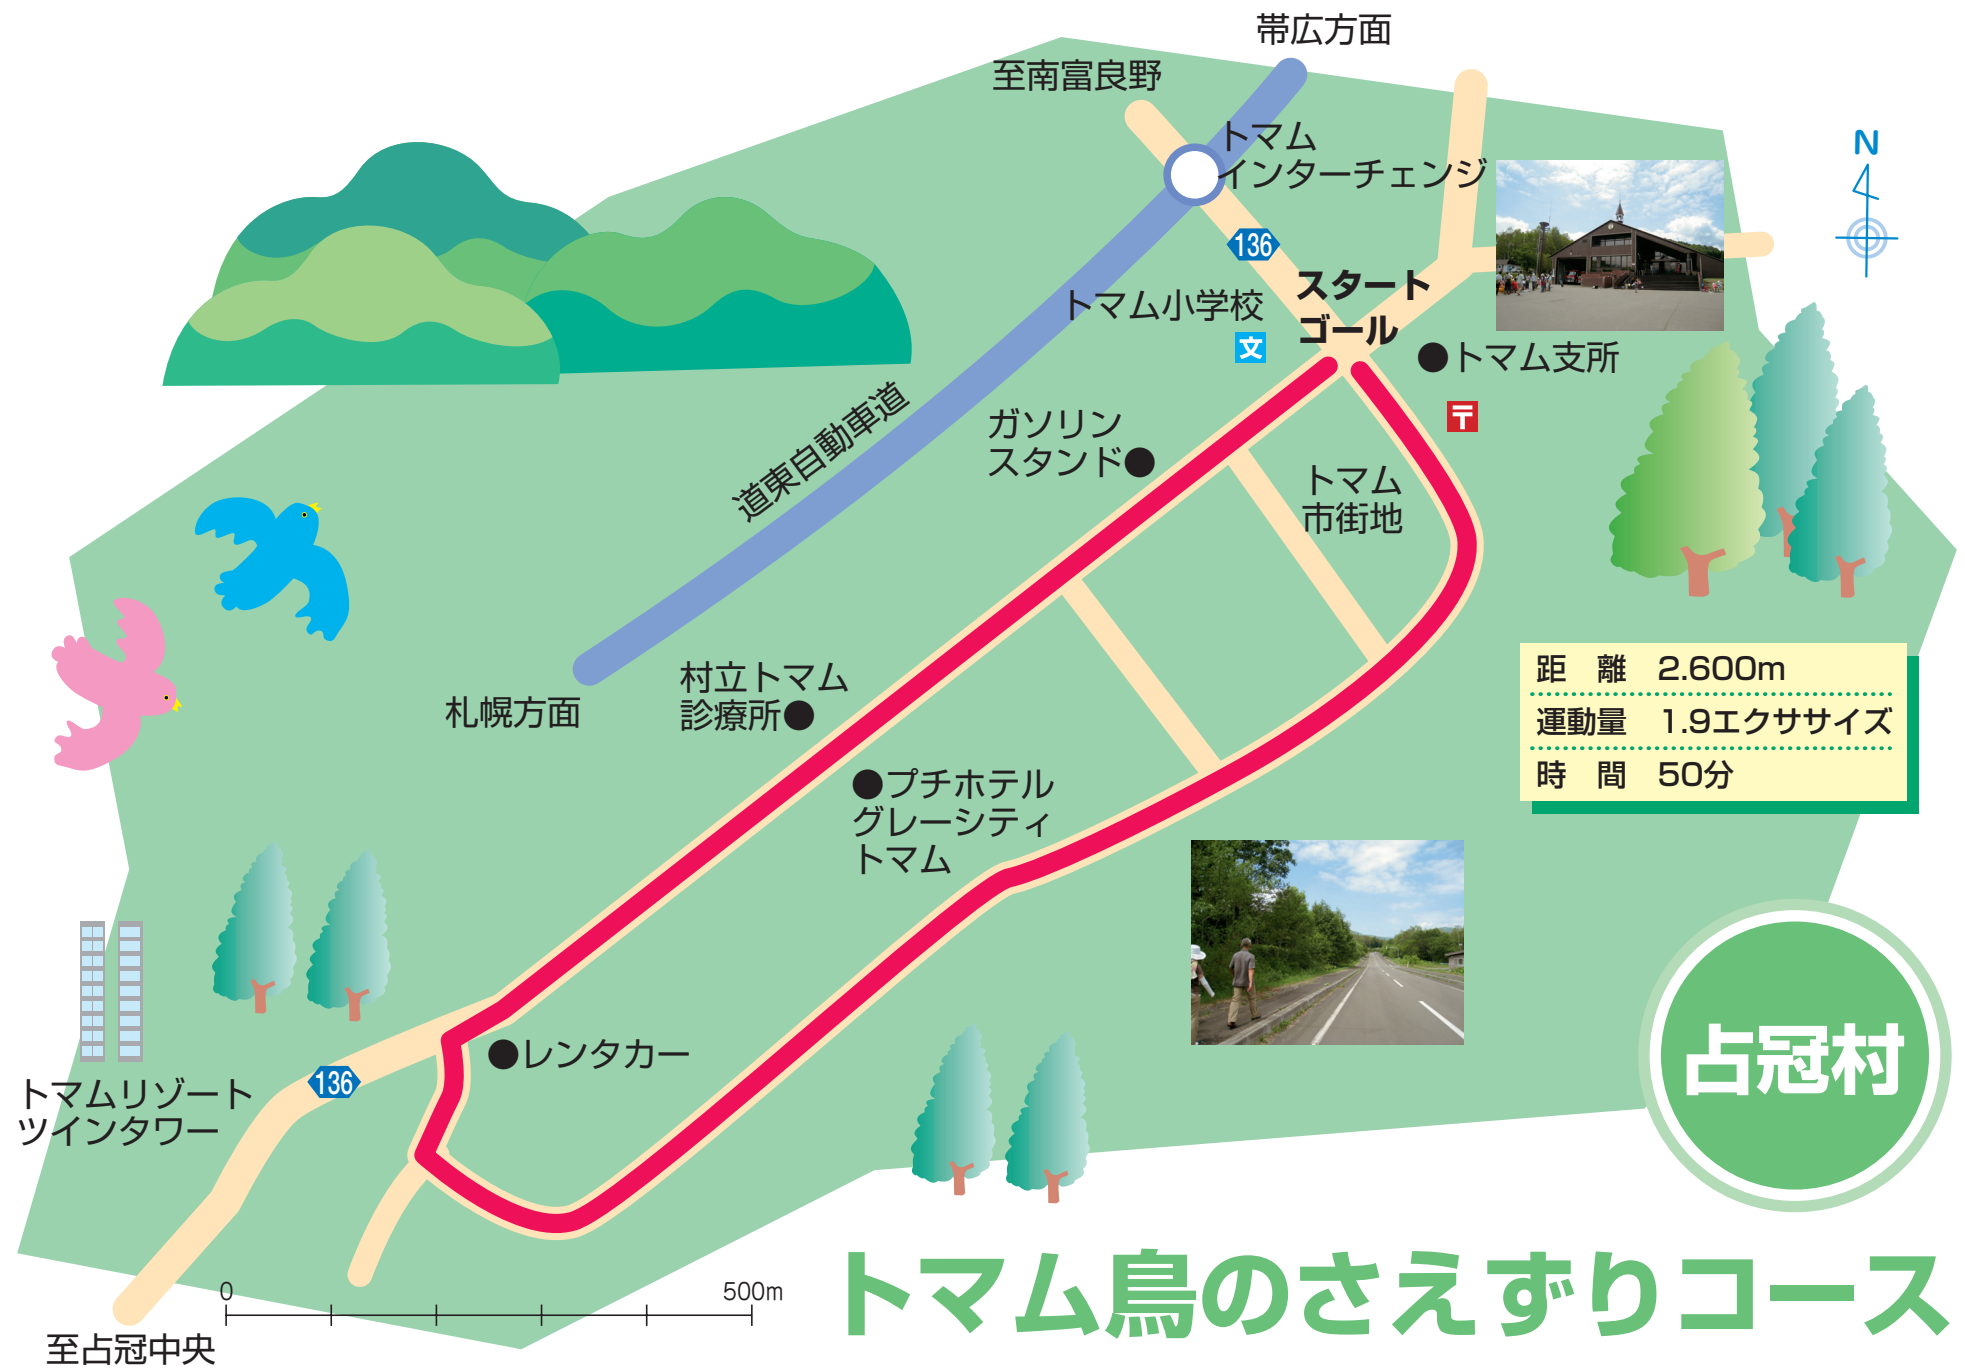 帯広方面
至南富良野
トマム
インターチェンジ
N
136
スタート
ゴール
トマム小学校
文
トマム支所
〒
道東自動車道
ガソリン
スタンド
トマム
市街地
札幌方面
村立トマム
診療所
プチホテル
グレーシティ
トマム
距 離 2.600m
運動量 1.9エクササイズ
時 間 50分
レンタカー
136
トマムリゾート
ツインタワー
占冠村
0 500m
至占冠中央
トマム鳥のさえずりコース